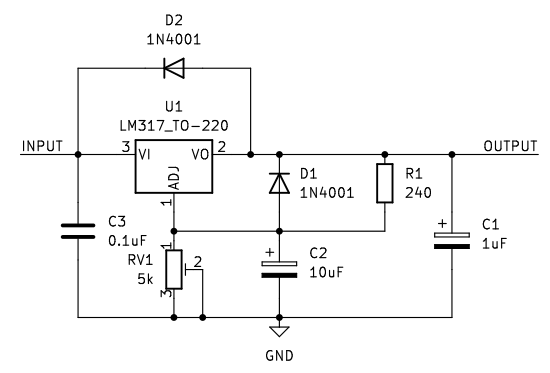 D2
1N4001
U1
LM317_TO-220
INPUT
3
VI
VO
2
OUTPUT
ADJ
1
D1
1N4001
R1
240
C3
0.1uF
1
RV1
5k
2
3
+
C2
10uF
+
C1
1uF
GND